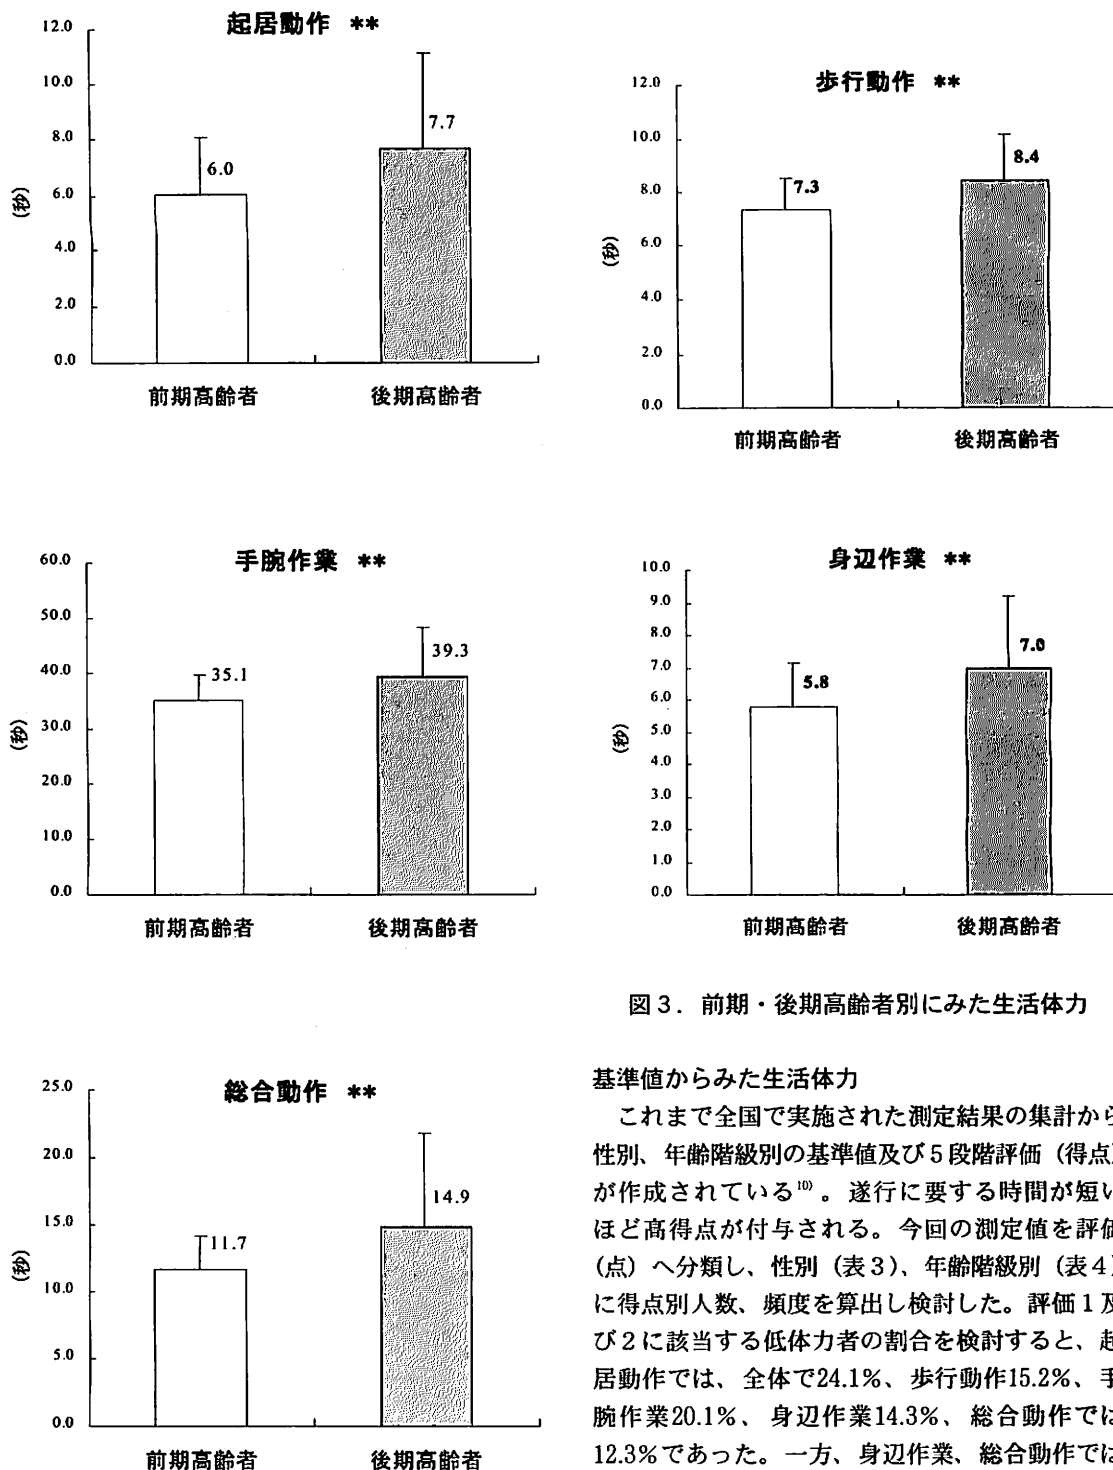 起居動作 **
12.0
10.0
8.0
6.0
4.0
2.0
0.0
(秒)
6.0
7.7
前期高齢者
後期高齢者
歩行動作 **
12.0
10.0
8.0
6.0
4.0
2.0
0.0
(秒)
7.3
8.4
前期高齢者
後期高齢者
手腕作業 **
60.0
50.0
40.0
30.0
20.0
10.0
0.0
(秒)
35.1
39.3
前期高齢者
後期高齢者
身辺作業 **
10.0
9.0
8.0
7.0
6.0
5.0
4.0
3.0
2.0
1.0
0.0
(秒)
5.8
7.0
前期高齢者
後期高齢者
総合動作 **
25.0
20.0
15.0
10.0
5.0
0.0
(秒)
11.7
14.9
前期高齢者
後期高齢者
図3．前期・後期高齢者別にみた生活体力
基準値からみた生活体力
これまで全国で実施された測定結果の集計から
性別、年齢階級別の基準値及び5段階評価（得点）
が作成されている10）。遂行に要する時間が短い
ほど高得点が付与される。今回の測定値を評価
(点）へ分類し、性別（表3）、年齢階級別（表4）
に得点別人数、頻度を算出し検討した。評価1及
び2に該当する低体力者の割合を検討すると、起
居動作では、全体で24.1%、歩行動作15.2%、手
腕作業20.1%、身辺作業14.3%、総合動作では
12.3%であった。一方、身辺作業、総合動作では